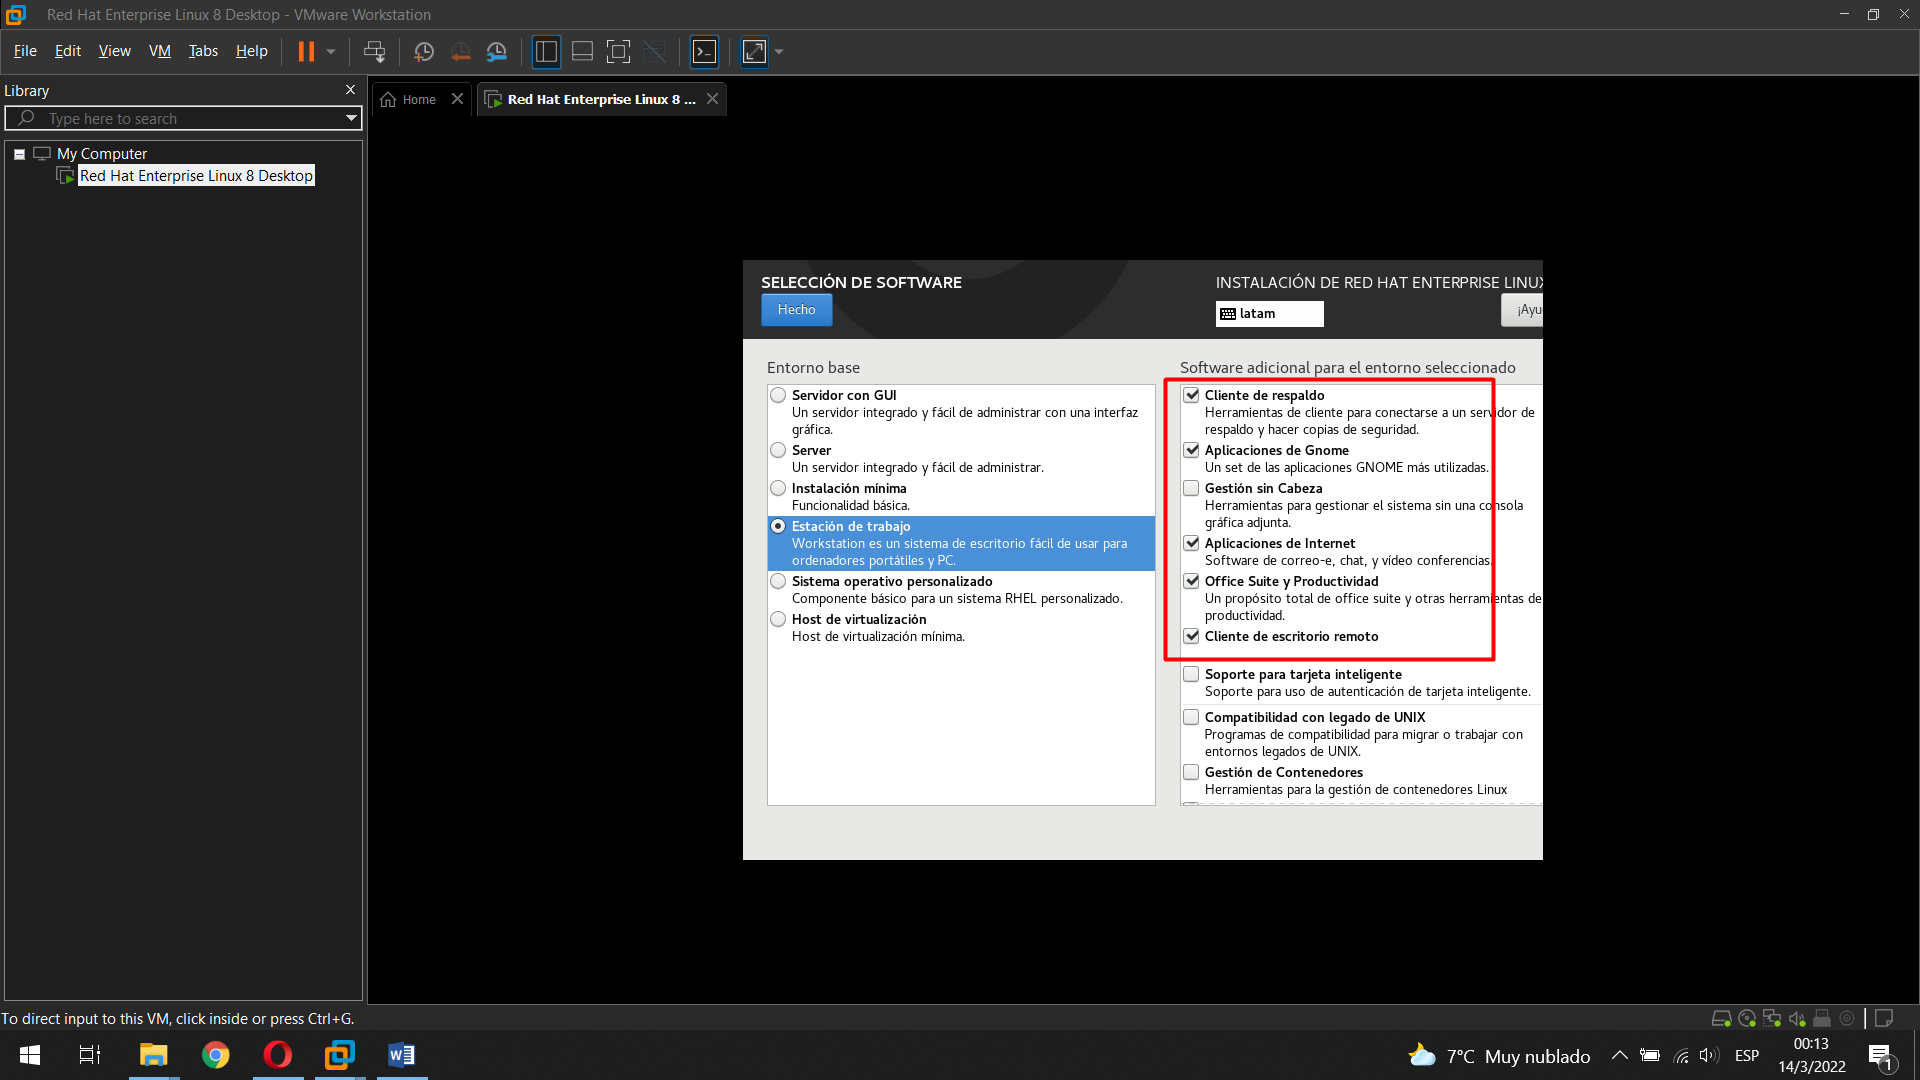 Red Hat Enterprise Linux 8 Desktop - VMware Workstation
File Edit View VM Tabs Help
Library
Type here to search
My Computer
Red Hat Enterprise Linux 8 Desktop
Home
Red Hat Enterprise Linux 8 ...
SELECCIÓN DE SOFTWARE
INSTALACIÓN DE RED HAT ENTERPRISE LINUX
Hecho
latam
¡Ayu
Entorno base
Servidor con GUI
Un servidor integrado y fácil de administrar con una interfaz
gráfica.
Server
Un servidor integrado y fácil de administrar.
Instalación mínima
Funcionalidad básica.
Estación de trabajo
Workstation es un sistema de escritorio fácil de usar para
ordenadores portátiles y PC.
Sistema operativo personalizado
Componente básico para un sistema RHEL personalizado.
Host de virtualización
Host de virtualización mínima.
Software adicional para el entorno seleccionado
Cliente de respaldo
Herramientas de cliente para conectarse a un servidor de
respaldo y hacer copias de seguridad.
Aplicaciones de Gnome
Un set de las aplicaciones GNOME más utilizadas.
Gestión sin Cabeza
Herramientas para gestionar el sistema sin una consola
gráfica adjunta.
Aplicaciones de Internet
Software de correo-e, chat, y vídeo conferencias.
Office Suite y Productividad
Un propósito total de office suite y otras herramientas de
productividad.
Cliente de escritorio remoto
Soporte para tarjeta inteligente
Soporte para uso de autenticación de tarjeta inteligente.
Compatibilidad con legado de UNIX
Programas de compatibilidad para migrar o trabajar con
entornos legados de UNIX.
Gestión de Contenedores
Herramientas para la gestión de contenedores Linux
To direct input to this VM, click inside or press Ctrl+G.
7°C Muy nublado
ESP
00:13
14/3/2022
1